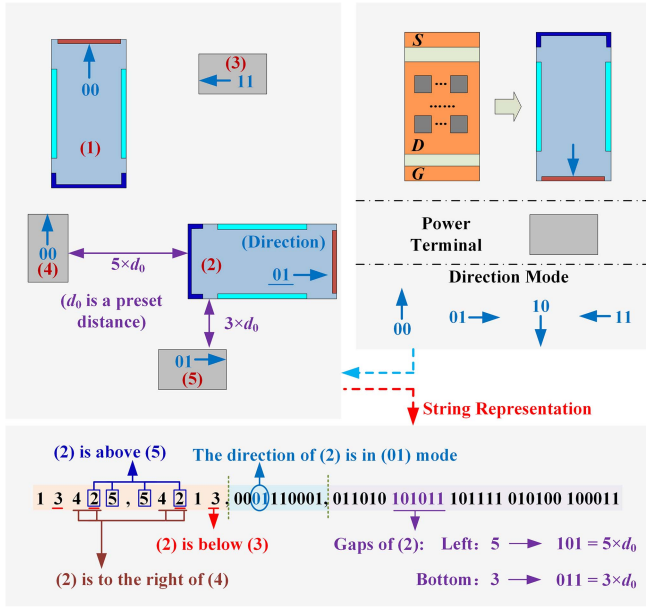 00
(1)
(3)
11
00
(4)
5×d0
(d0 is a preset
distance)
(Direction)
(2)
01
3×d0
01
(5)
S
...
......
...
D
G
Power
Terminal
Direction Mode
00
01
10
11
String Representation
(2) is above (5)
The direction of (2) is in (01) mode
1 3 4 2 5 , 5 4 2 1 3 , 0001110001, 011010 101011 101111 010100 100011
(2) is below (3)
(2) is to the right of (4)
Gaps of (2): Left: 5 → 101 = 5×d0
Bottom: 3 → 011 = 3×d0